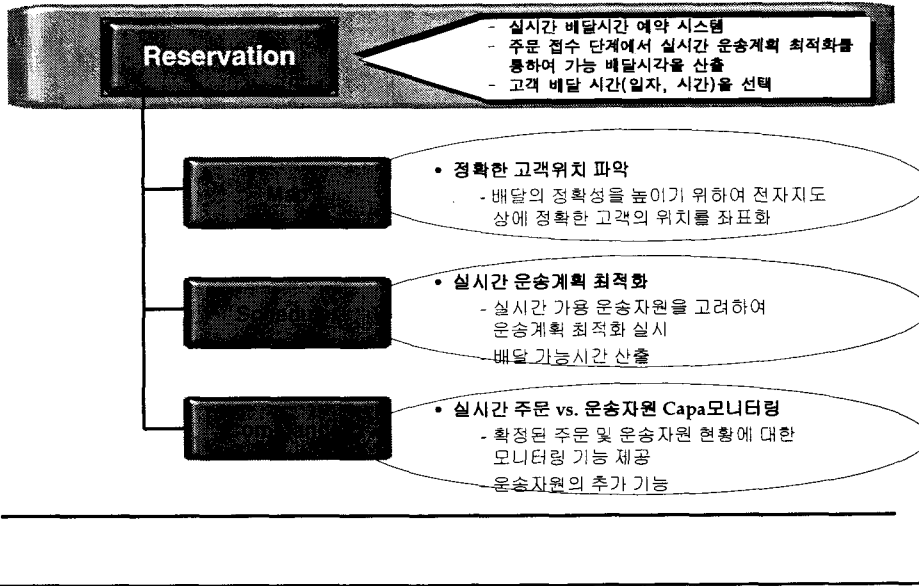 Reservation
- 실시간 배달시간 예약 시스템
- 주문 접수 단계에서 실시간 운송계획 최적화를
통하여 가능 배달시각을 산출
- 고객 배달 시간(일자, 시간)을 선택
Map
• 정확한 고객위치 파악
- 배달의 정확성을 높이기 위하여 전자지도
상에 정확한 고객의 위치를 좌표화
• 실시간 운송계획 최적화
- 실시간 가용 운송자원을 고려하여
운송계획 최적화 실시
- 배달 가능시간 산출
• 실시간 주문 vs. 운송자원 Capa모니터링
- 확정된 주문 및 운송자원 현황에 대한
모니터링 기능 제공
- 운송자원의 추가 기능